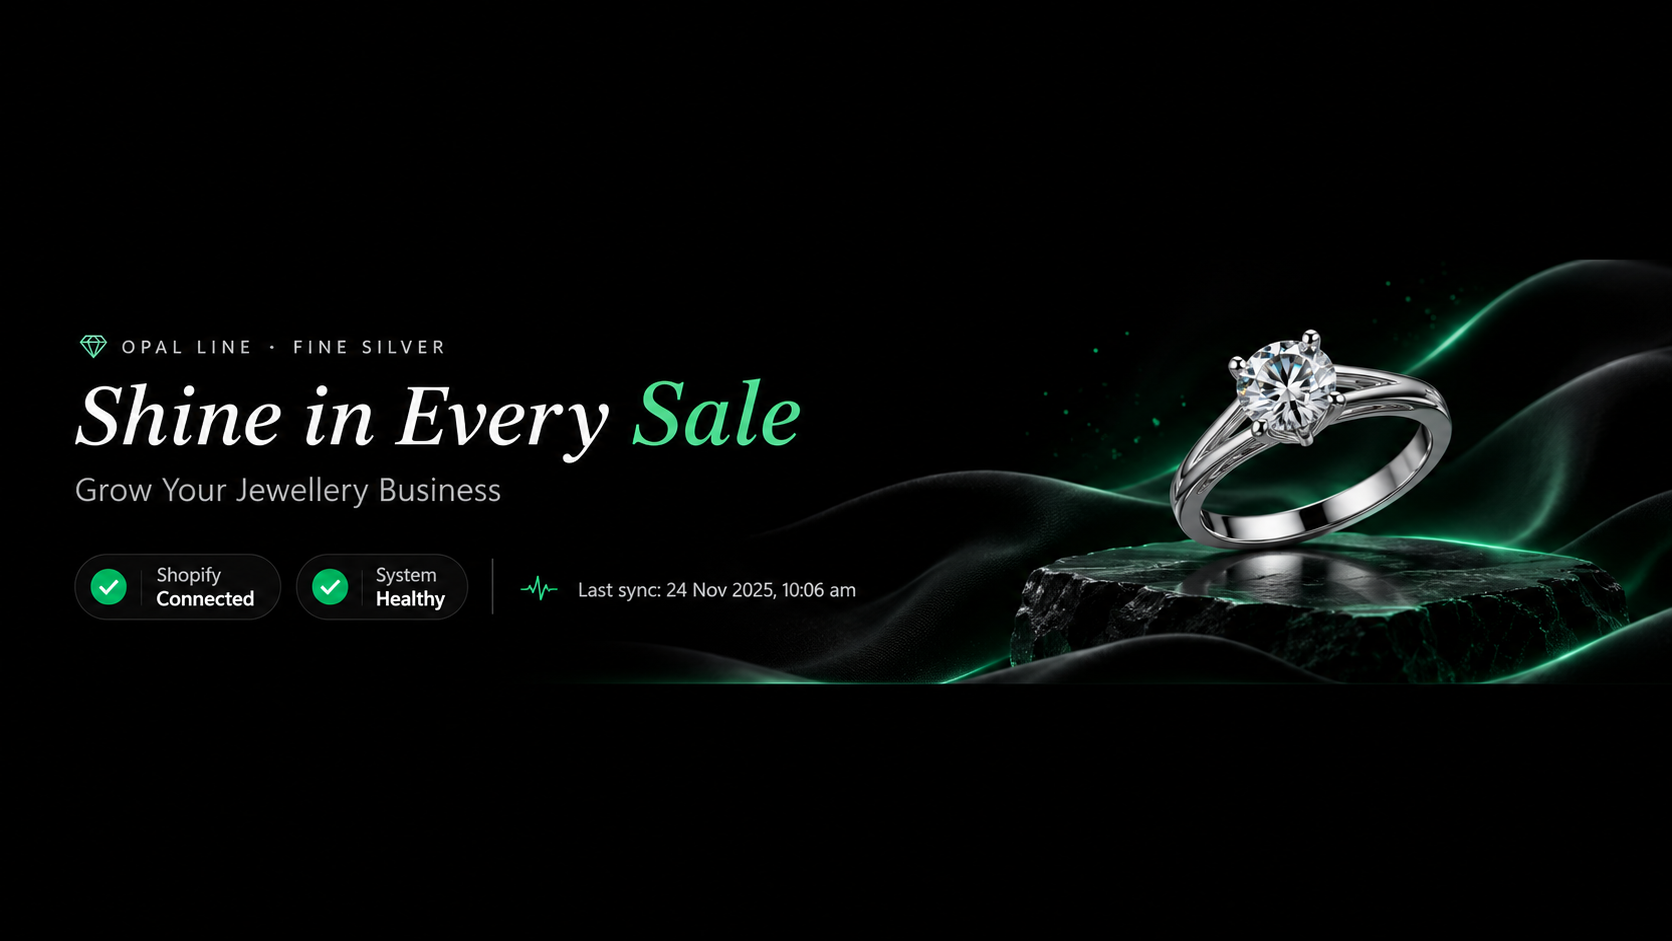 OPAL LINE · FINE SILVER
Shine in Every Sale
Grow Your Jewellery Business
Shopify
Connected
System
Healthy
Last sync: 24 Nov 2025, 10:06 am